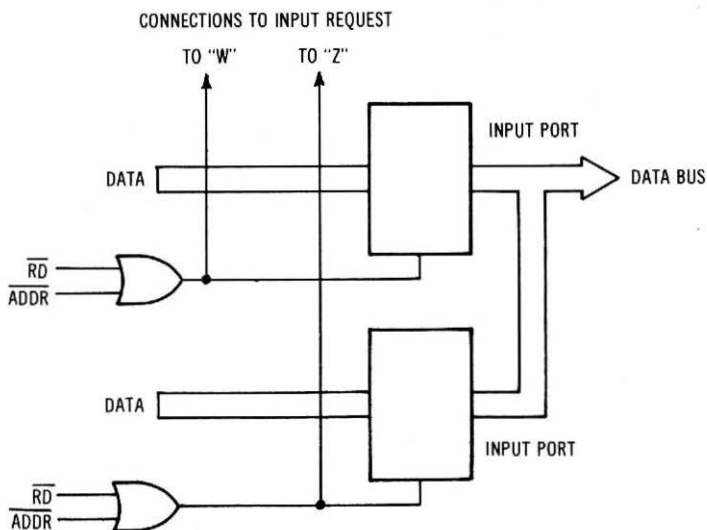 CONNECTIONS TO INPUT REQUEST
TO "W" TO "Z"
INPUT PORT
DATA
DATA BUS
RD
ADDR
DATA
INPUT PORT
RD
ADDR